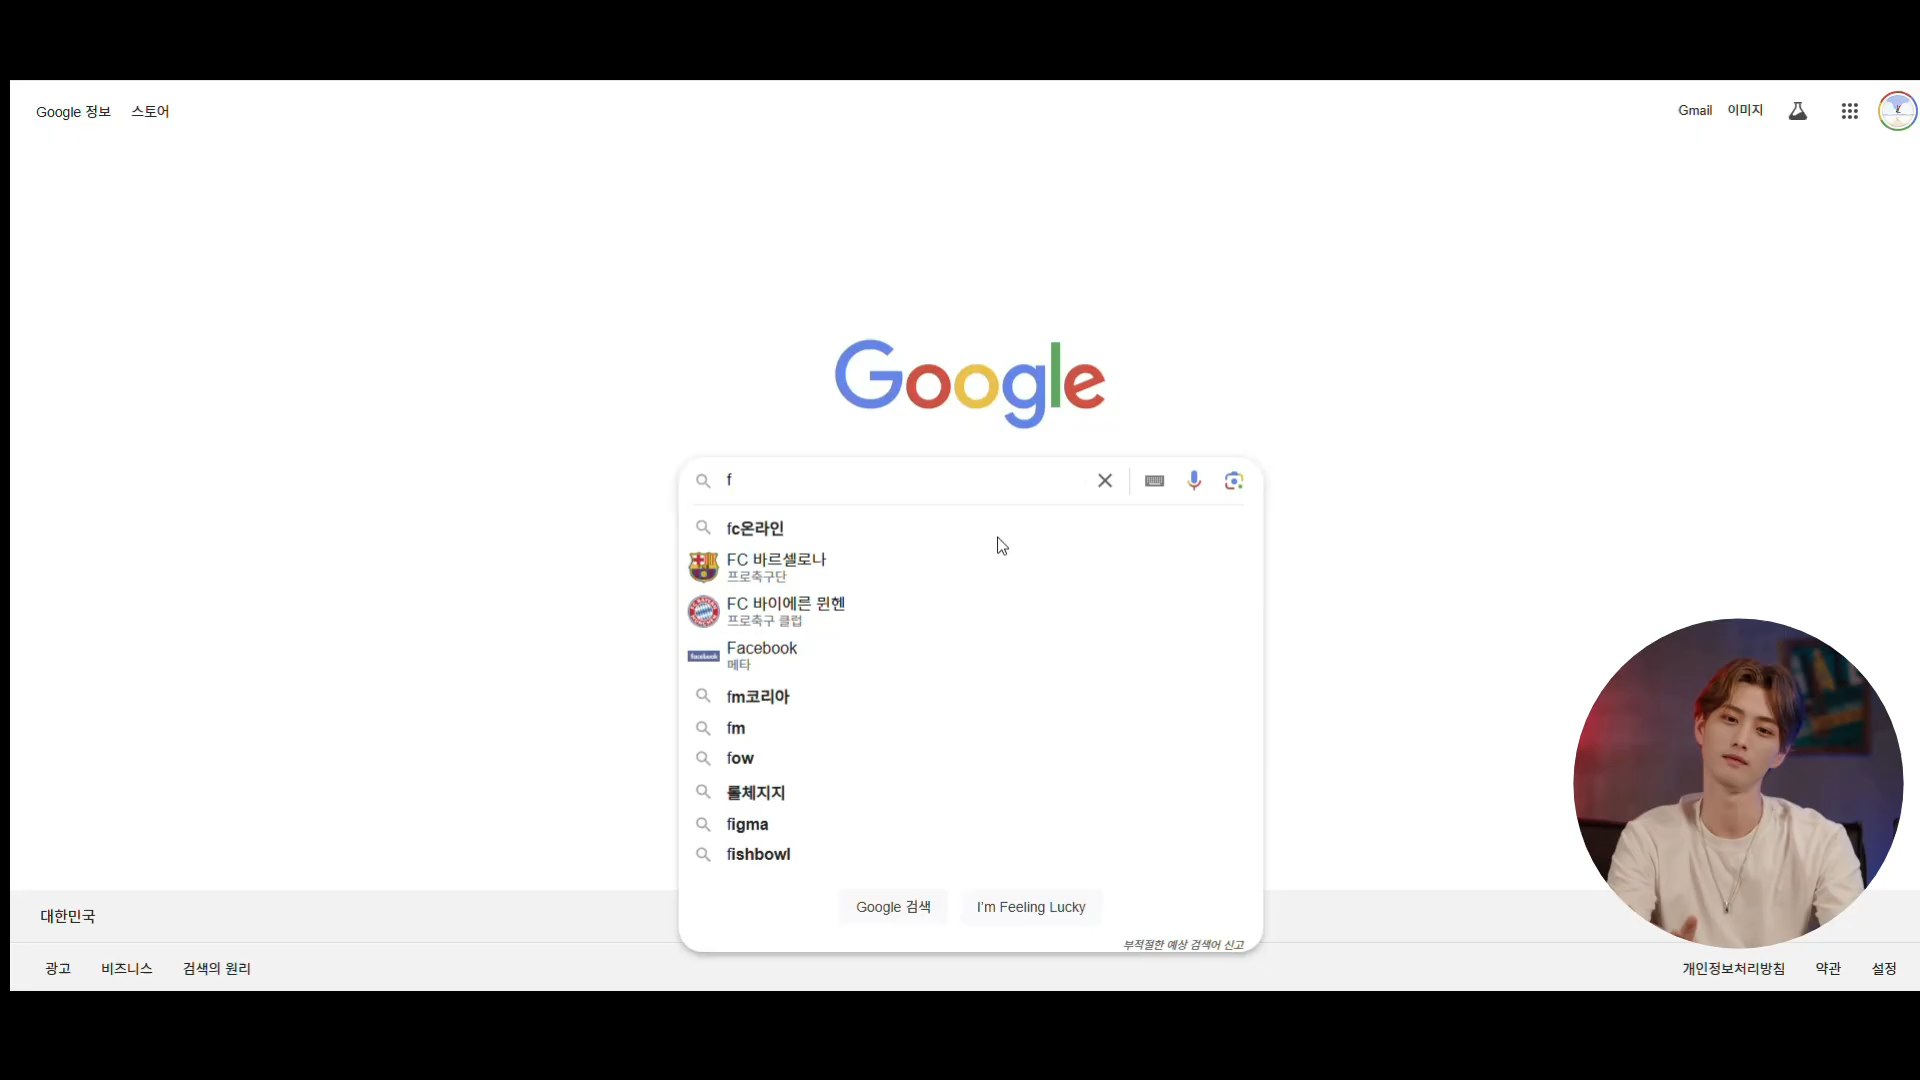 Google 정보 스토어
Gmail 이미지
Google
f
fc온라인
FC 바르셀로나
프로축구단
FC 바이에른 뮌헨
프로축구 클럽
facebook
Facebook
메타
fm코리아
fm
fow
롤체지지
figma
fishbowl
Google 검색 I'm Feeling Lucky
부적절한 예상 검색어 신고
대한민국
광고 비즈니스 검색의 원리
개인정보처리방침 약관 설정